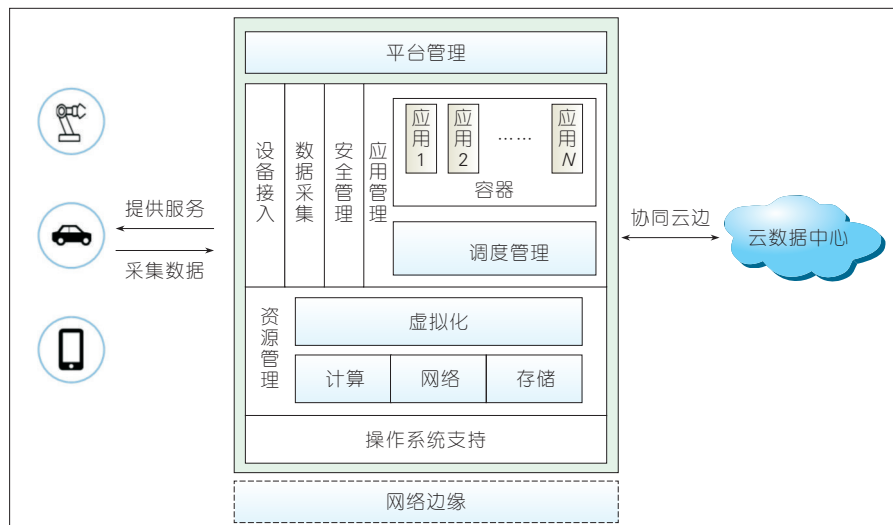 平台管理
设备接入
数据采集
安全管理
应用管理
应用1
应用2
……
应用N
容器
调度管理
提供服务
采集数据
协同云边
云数据中心
资源管理
虚拟化
计算
网络
存储
操作系统支持
网络边缘